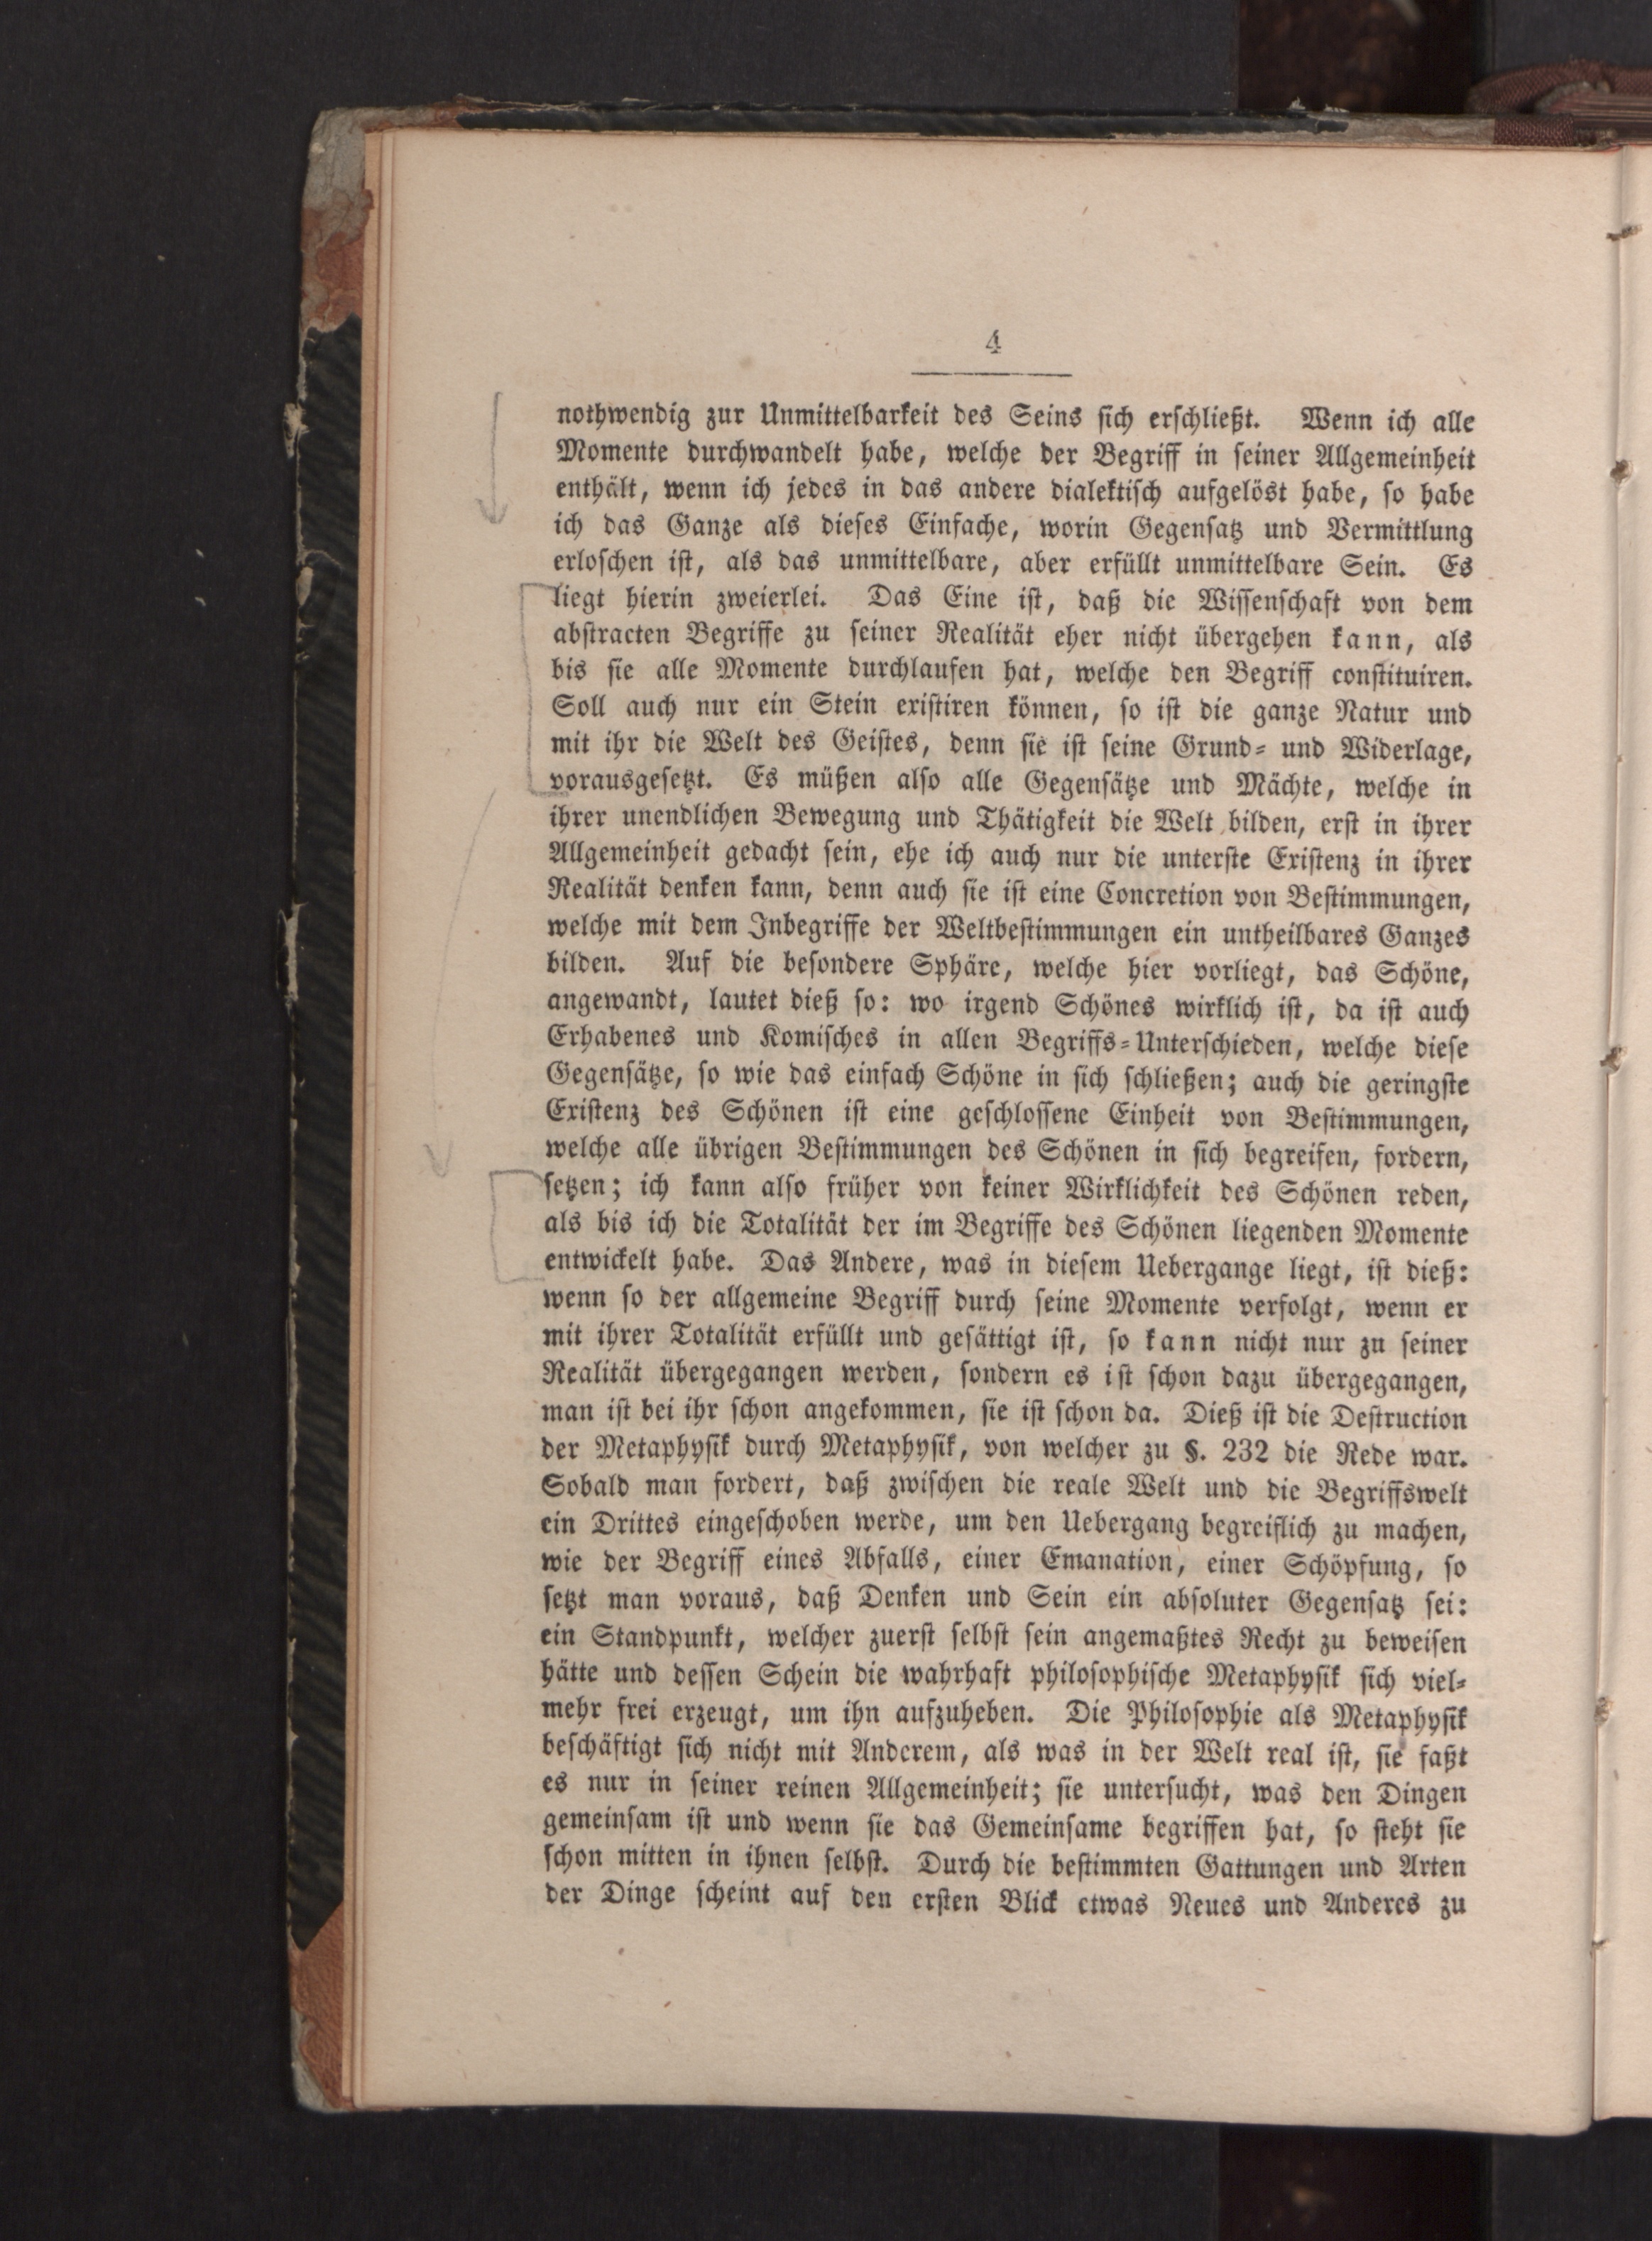 4
nothwendig zur Unmittelbarkeit des Seins sich erschließt. Wenn ich alle
Momente durchwandelt habe, welche der Begriff in seiner Allgemeinheit
enthält, wenn ich jedes in das andere dialektisch aufgelöst habe, so habe
ich das Ganze als dieses Einfache, worin Gegensatz und Vermittlung
erloschen ist, als das unmittelbare, aber erfüllt unmittelbare Sein. Es
liegt hierin zweierlei. Das Eine ist, daß die Wissenschaft von dem
abstracten Begriffe zu seiner Realität eher nicht übergehen kann, als
bis sie alle Momente durchlaufen hat, welche den Begriff constituiren.
Soll auch nur ein Stein existiren können, so ist die ganze Natur und
mit ihr die Welt des Geistes, denn sie ist seine Grund- und Widerlage,
vorausgesetzt. Es müßen also alle Gegensätze und Mächte, welche in
ihrer unendlichen Bewegung und Thätigkeit die Welt bilden, erst in ihrer
Allgemeinheit gedacht sein, ehe ich auch nur die unterste Existenz in ihrer
Realität denken kann, denn auch sie ist eine Concretion von Bestimmungen,
welche mit dem Inbegriffe der Weltbestimmungen ein untheilbares Ganzes
bilden. Auf die besondere Sphäre, welche hier vorliegt, das Schöne,
angewandt, lautet dieß so: wo irgend Schönes wirklich ist, da ist auch
Erhabenes und Komisches in allen Begriffs-Unterschieden, welche diese
Gegensätze, so wie das einfach Schöne in sich schließen; auch die geringste
Existenz des Schönen ist eine geschlossene Einheit von Bestimmungen,
welche alle übrigen Bestimmungen des Schönen in sich begreifen, fordern,
setzen; ich kann also früher von keiner Wirklichkeit des Schönen reden,
als bis ich die Totalität der im Begriffe des Schönen liegenden Momente
entwickelt habe. Das Andere, was in diesem Uebergange liegt, ist dieß:
wenn so der allgemeine Begriff durch seine Momente verfolgt, wenn er
mit ihrer Totalität erfüllt und gesättigt ist, so kann nicht nur zu seiner
Realität übergegangen werden, sondern es ist schon dazu übergegangen,
man ist bei ihr schon angekommen, sie ist schon da. Dieß ist die Destruction
der Metaphysik durch Metaphysik, von welcher zu §. 232 die Rede war.
Sobald man fordert, daß zwischen die reale Welt und die Begriffswelt
ein Drittes eingeschoben werde, um den Uebergang begreiflich zu machen,
wie der Begriff eines Abfalls, einer Emanation, einer Schöpfung, so
setzt man voraus, daß Denken und Sein ein absoluter Gegensatz sei:
ein Standpunkt, welcher zuerst selbst sein angemaßtes Recht zu beweisen
hätte und dessen Schein die wahrhaft philosophische Metaphysik sich viel-
mehr frei erzeugt, um ihn aufzuheben. Die Philosophie als Metaphysik
beschäftigt sich nicht mit Anderem, als was in der Welt real ist, sie faßt
es nur in seiner reinen Allgemeinheit; sie untersucht, was den Dingen
gemeinsam ist und wenn sie das Gemeinsame begriffen hat, so steht sie
schon mitten in ihnen selbst. Durch die bestimmten Gattungen und Arten
der Dinge scheint auf den ersten Blick etwas Neues und Anderes zu